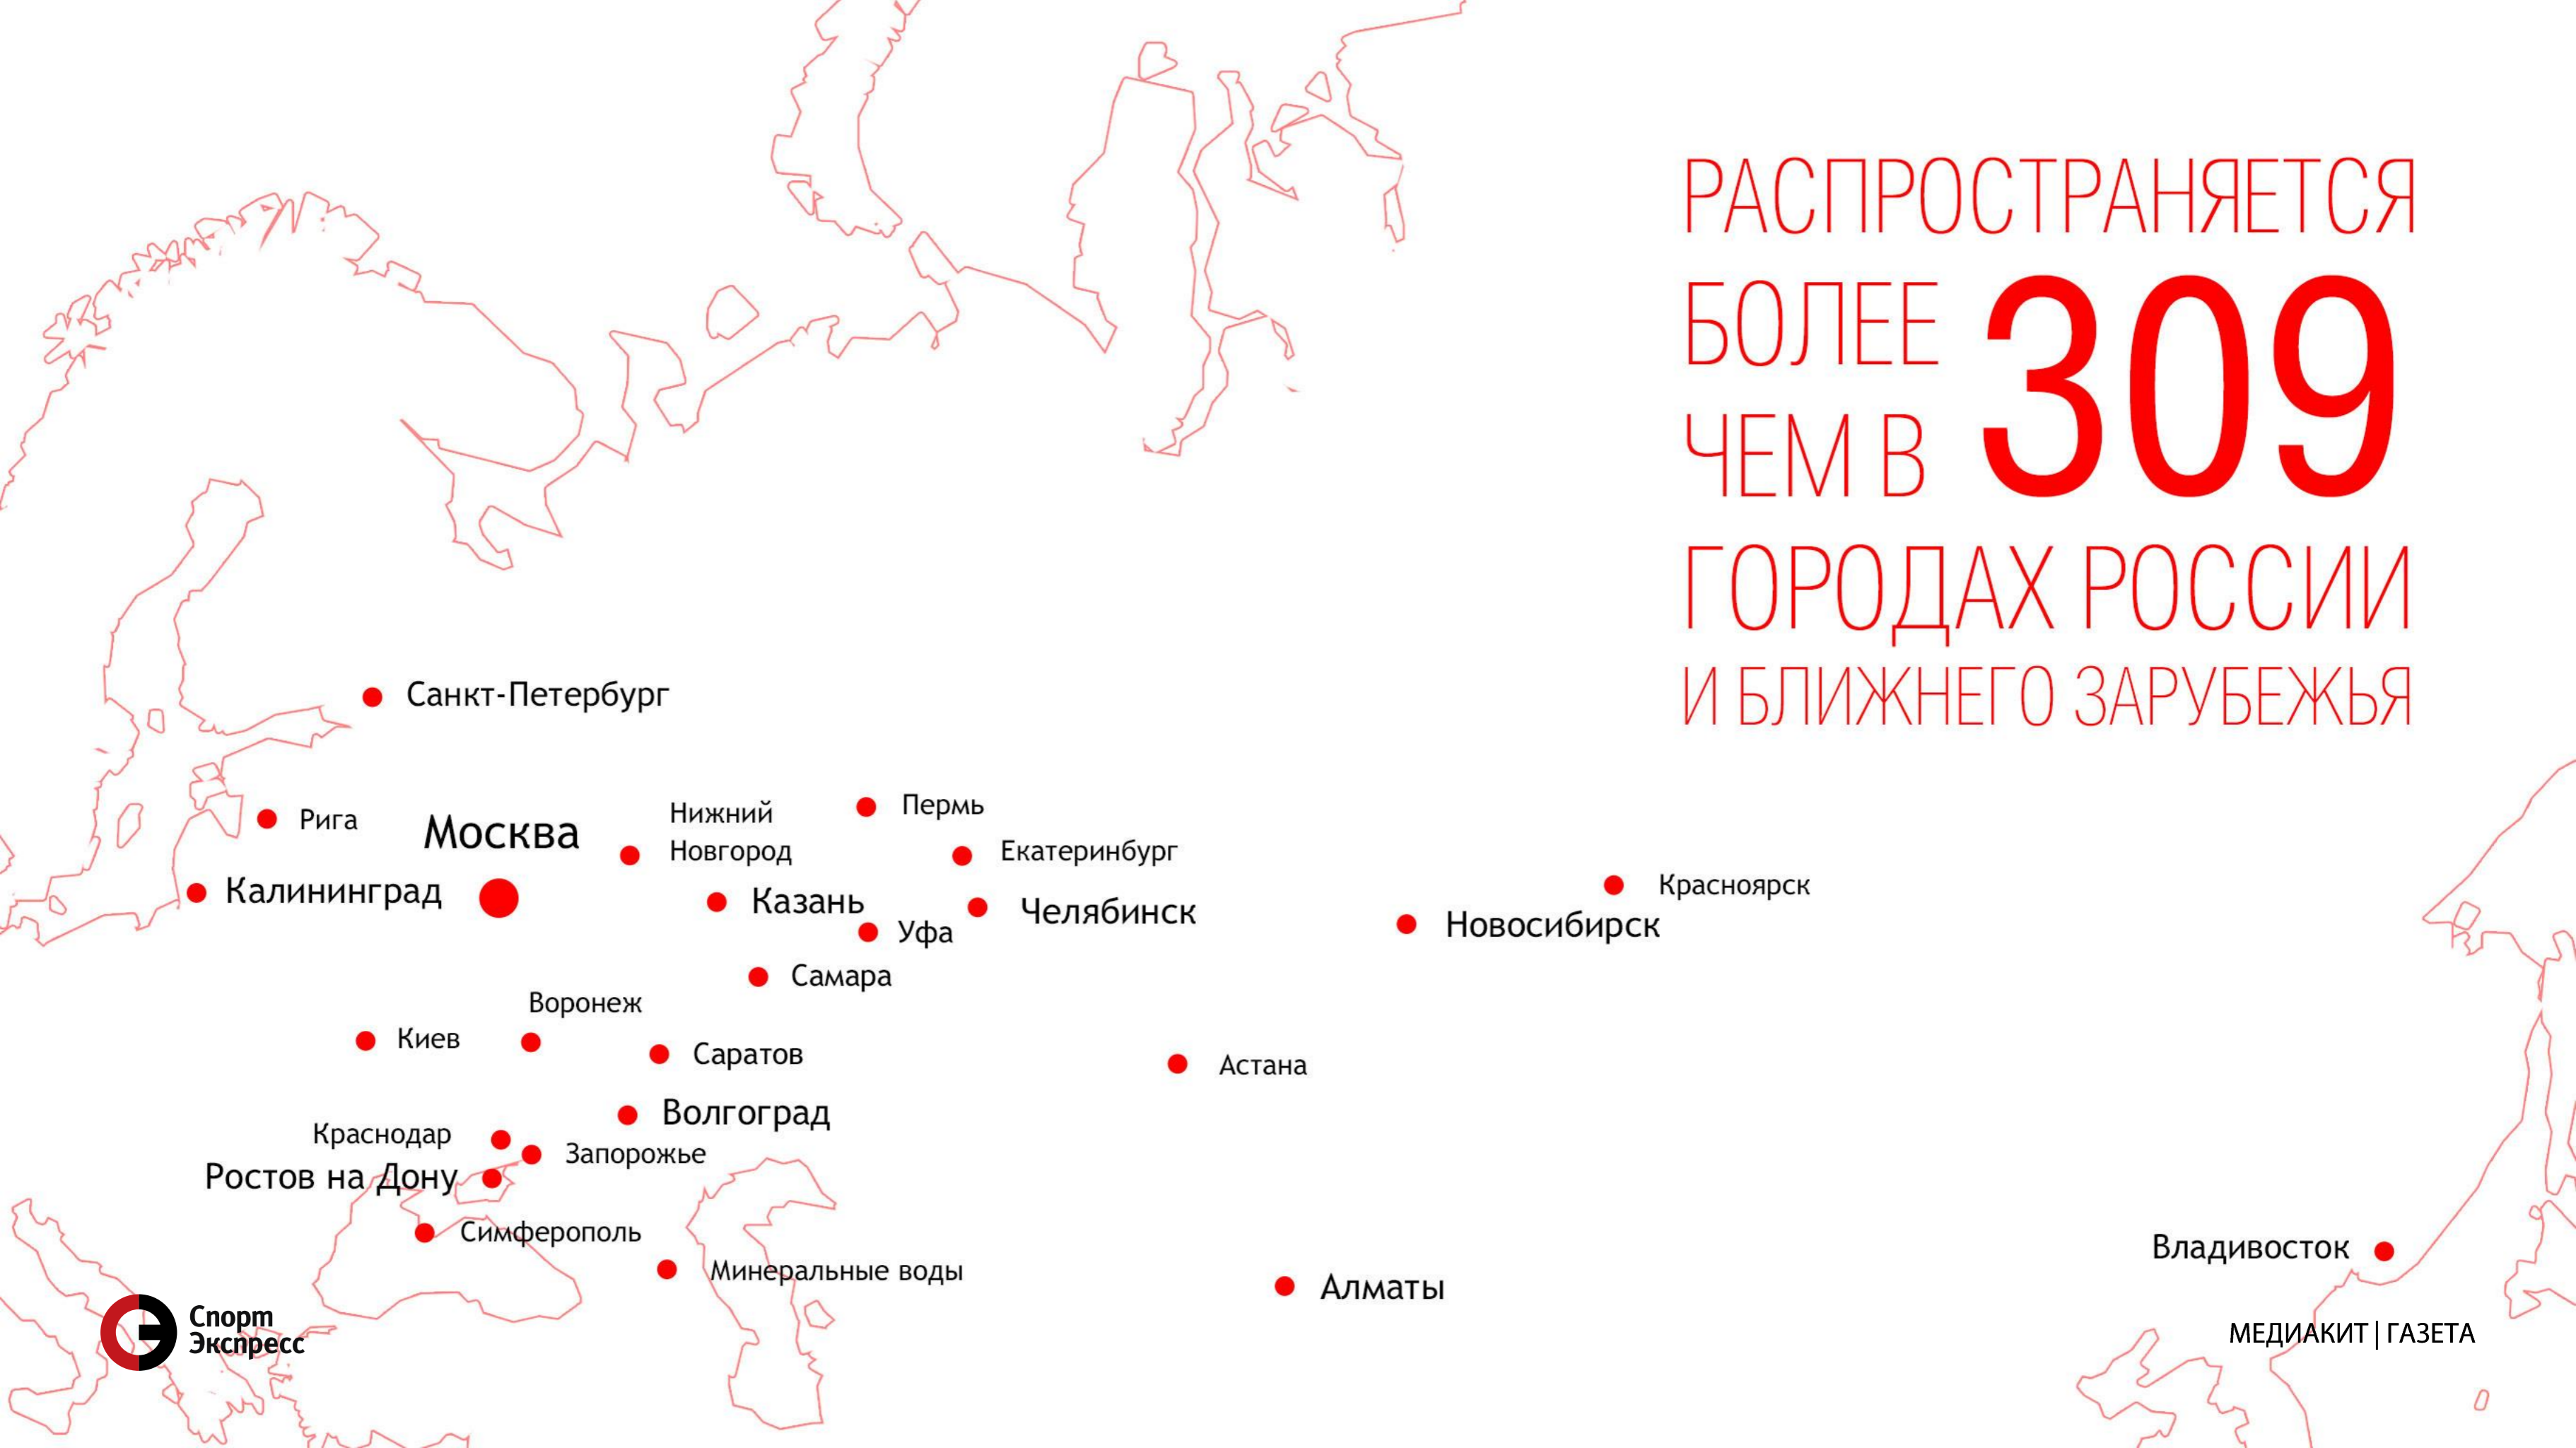 РАСПРОСТРАНЯЕТСЯ
БОЛЕЕ
ЧЕМ В 309
ГОРОДАХ РОССИИ
И БЛИЖНЕГО ЗАРУБЕЖЬЯ
Санкт-Петербург
Рига
Москва
Нижний
Новгород
Пермь
Екатеринбург
Калининград
Казань
Челябинск
Уфа
Красноярск
Новосибирск
Самара
Воронеж
Киев
Саратов
Астана
Волгоград
Краснодар
Запорожье
Ростов на Дону
Симферополь
Минеральные воды
Алматы
Владивосток
Спорт
Экспресс
МЕДИАКИТ | ГАЗЕТА